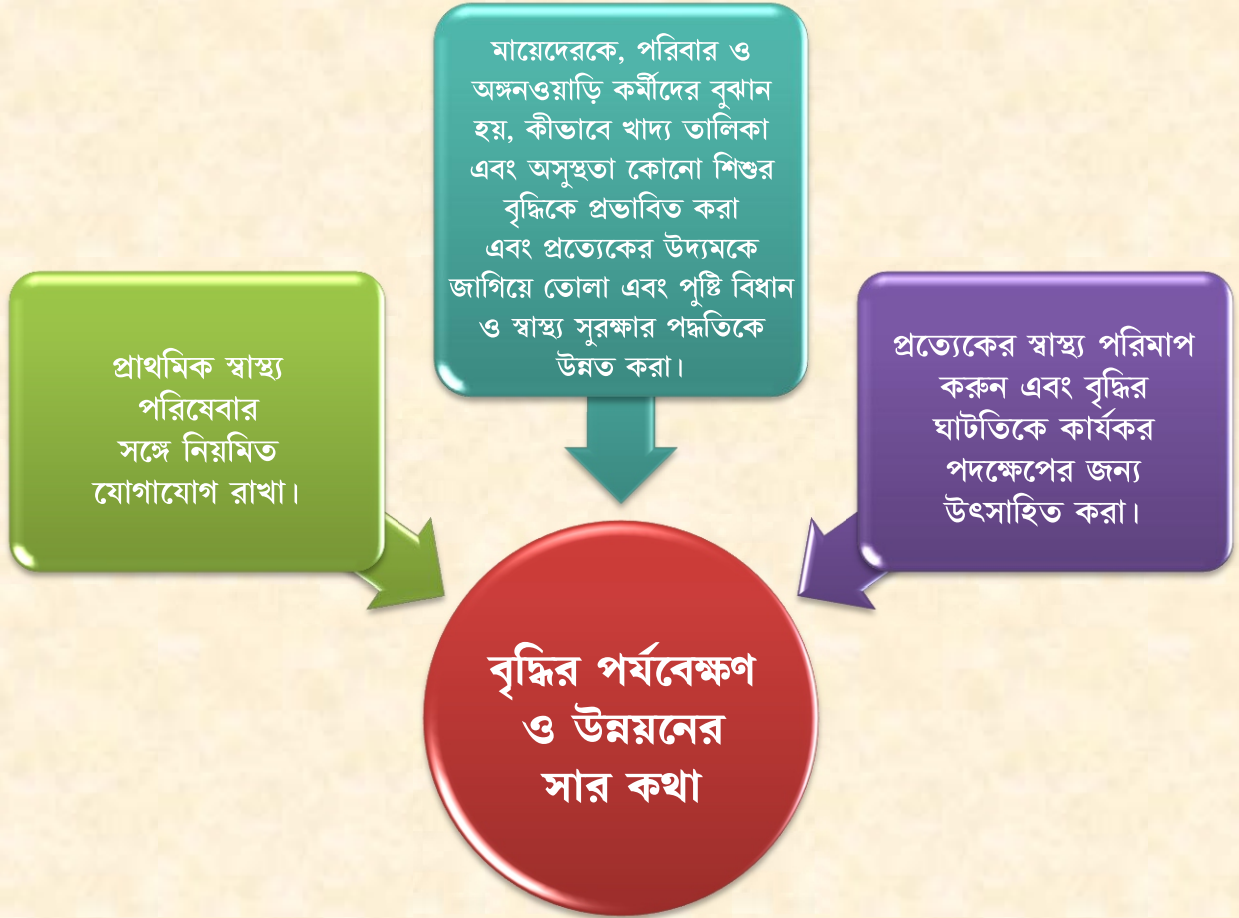 মায়েদেরকে, পরিবার ও
অঙ্গনওয়াড়ি কর্মীদের বুঝান
হয়, কীভাবে খাদ্য তালিকা
এবং অসুস্থতা কোনো শিশুর
বৃদ্ধিকে প্রভাবিত করা
এবং প্রত্যেকের উদ্যমকে
জাগিয়ে তোলা এবং পুষ্টি বিধান
ও স্বাস্থ্য সুরক্ষার পদ্ধতিকে
উন্নত করা।
প্রাথমিক স্বাস্থ্য
পরিষেবার
সঙ্গে নিয়মিত
যোগাযোগ রাখা।
প্রত্যেকের স্বাস্থ্য পরিমাপ
করুন এবং বৃদ্ধির
ঘাটতিকে কার্যকর
পদক্ষেপের জন্য
উৎসাহিত করা।
বৃদ্ধির পর্যবেক্ষণ
ও উন্নয়নের
সার কথা